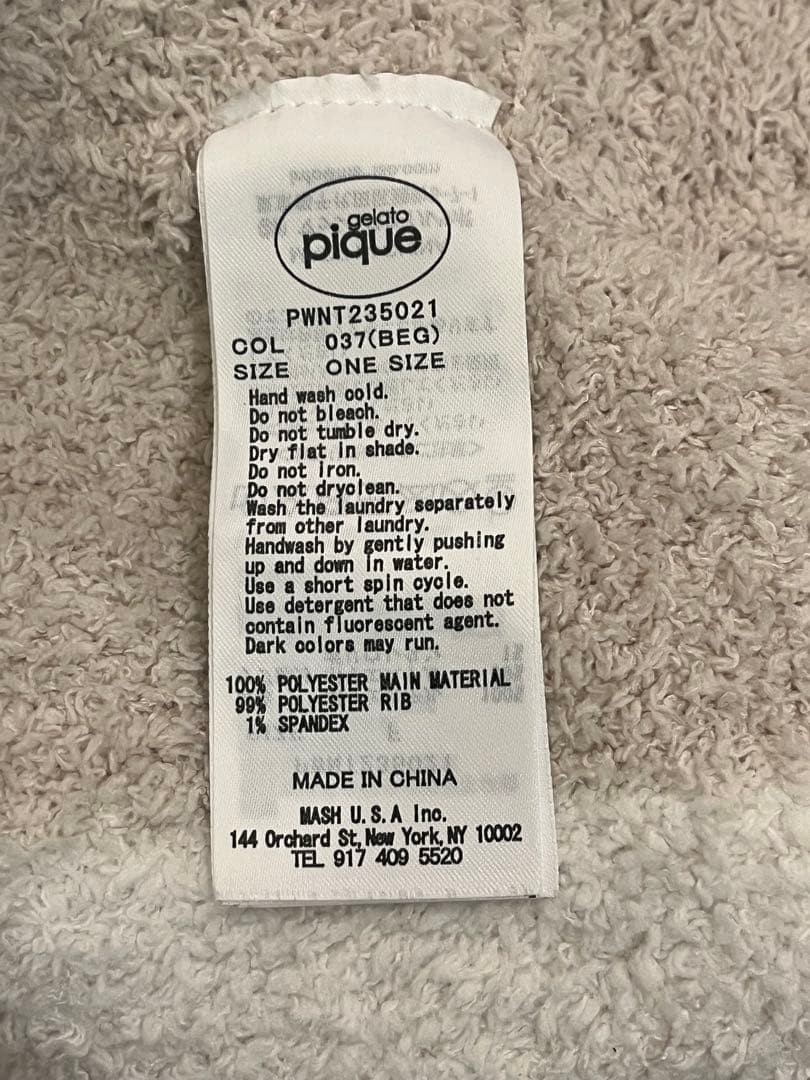 gelato
pique
PWNT235021
COL 037(BEG)
SIZE ONE SIZE
Hand wash cold.
Do not bleach.
Do not tumble dry.
Dry flat in shade.
Do not iron.
Do not dryclean.
Wash the laundry separately
from other laundry.
Handwash by gently pushing
up and down in water.
Use a short spin cycle.
Use detergent that does not
contain fluorescent agent.
Dark colors may run.
100% POLYESTER MAIN MATERIAL
99% POLYESTER RIB
1% SPANDEX
MADE IN CHINA
MASH U.S.A Inc.
144 Orchard St, New York, NY 10002
TEL 917 409 5520